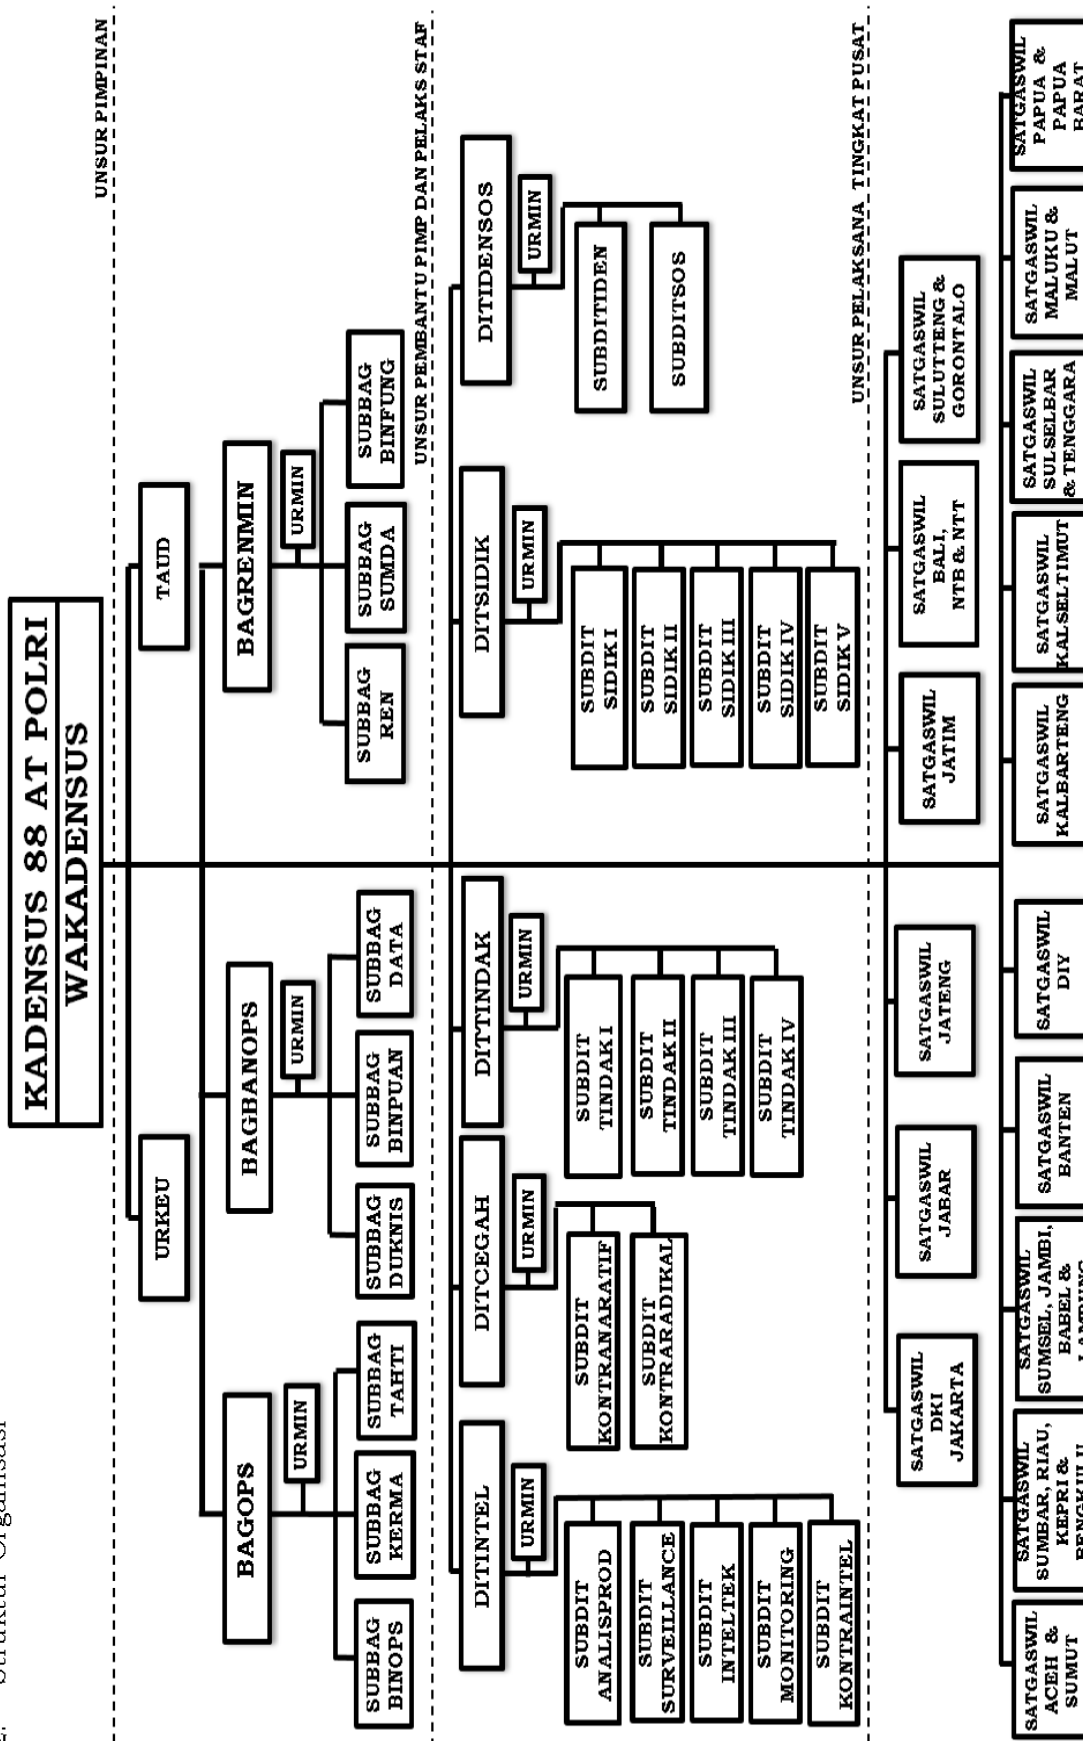 Struktur Organisasi
KADENSUS 88 AT POLRI
WAKADENSUS
UNSUR PIMPINAN
URKEU
TAUD
BAGOPS
BAGBANOPS
BAGRENMIN
URMIN
URMIN
URMIN
SUBBAG
BINOPS
SUBBAG
KERMA
SUBBAG
TAHTI
SUBBAG
DUKNIS
SUBBAG
BINPUAN
SUBBAG
DATA
SUBBAG
REN
SUBBAG
SUMDA
SUBBAG
BINFUNG
UNSUR PEMBANTU PIMP DAN PELAKS STAF
DITINTEL
DITCEGAH
DITTINDAK
DITSIDIK
DITIDENSOS
URMIN
URMIN
URMIN
URMIN
URMIN
SUBDIT
ANALISPROD
SUBDIT
SURVEILLANCE
SUBDIT
INTELTEK
SUBDIT
MONITORING
SUBDIT
KONTRAINTEL
SUBDIT
KONTRANARATIF
SUBDIT
KONTRARADIKAL
SUBDIT
TINDAK I
SUBDIT
TINDAK II
SUBDIT
TINDAK III
SUBDIT
TINDAK IV
SUBDIT
SIDIK I
SUBDIT
SIDIK II
SUBDIT
SIDIK III
SUBDIT
SIDIK IV
SUBDIT
SIDIK V
SUBDITIDEN
SUBDITSOS
UNSUR PELAKSANA TINGKAT PUSAT
SATGASWIL
DKI
JAKARTA
SATGASWIL
JABAR
SATGASWIL
JATENG
SATGASWIL
JATIM
SATGASWIL
BALI,
NTB & NTT
SATGASWIL
SULUTTENG &
GORONTALO
SATGASWIL
ACEH &
SUMUT
SATGASWIL
SUMBAR, RIAU,
KEPRI &
BENGKULU
SATGASWIL
SUMSEL, JAMBI,
BABEL &
LAMPUNG
SATGASWIL
BANTEN
SATGASWIL
DIY
SATGASWIL
KALBARTENG
SATGASWIL
KALSELTIMUT
SATGASWIL
SULSELBAR
& TENGGARA
SATGASWIL
MALUKU &
MALUT
SATGASWIL
PAPUA &
PAPUA
BARAT